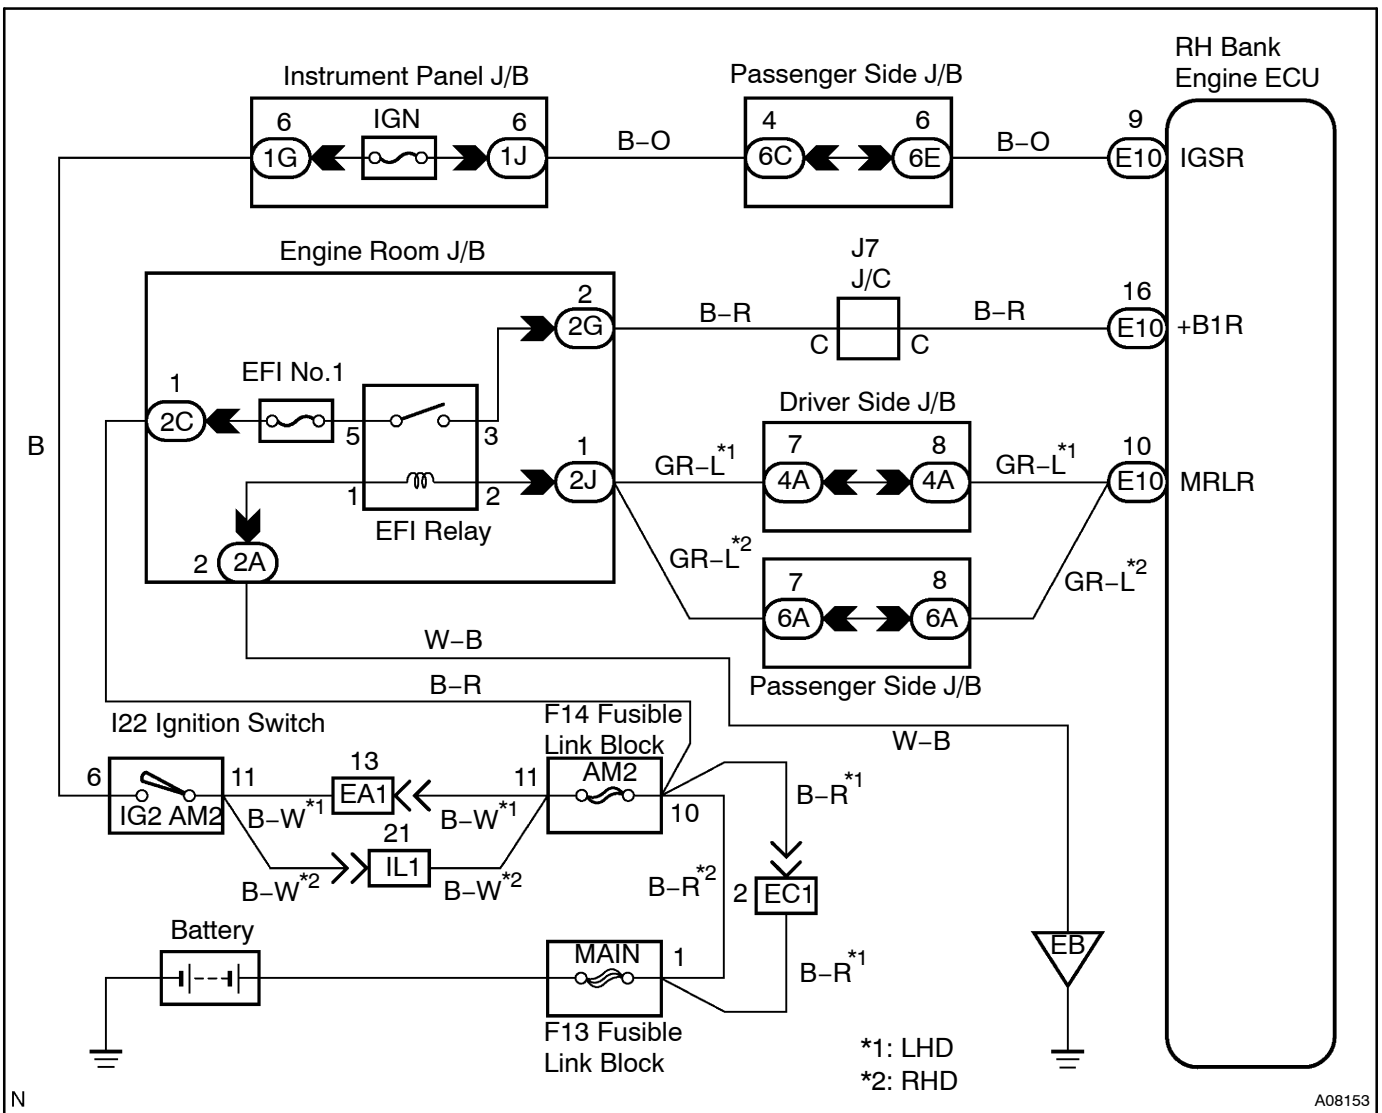 RH Bank
Engine ECU
Instrument Panel J/B
Passenger Side J/B
6
IGN
6
4
6
9
1G
1J
B–O
6C
6E
B–O
E10
IGSR
Engine Room J/B
J7
J/C
2
2G
B–R
C
C
B–R
16
E10
+B1R
1
2C
EFI No.1
5
3
Driver Side J/B
B
1
2
EFI Relay
1
2J
GR–L*1
7
4A
8
4A
GR–L*1
10
E10
MRLR
2
2A
GR–L*2
7
6A
8
6A
GR–L*2
Passenger Side J/B
W–B
B–R
W–B
I22 Ignition Switch
F14 Fusible
Link Block
6
IG2 AM2
11
13
EA1
11
AM2
10
B–W*1
B–W*1
B–R*1
21
IL1
B–W*2
B–W*2
B–R*2
2
EC1
Battery
MAIN
1
B–R*1
EB
F13 Fusible
Link Block
*1: LHD
*2: RHD
N
A08153